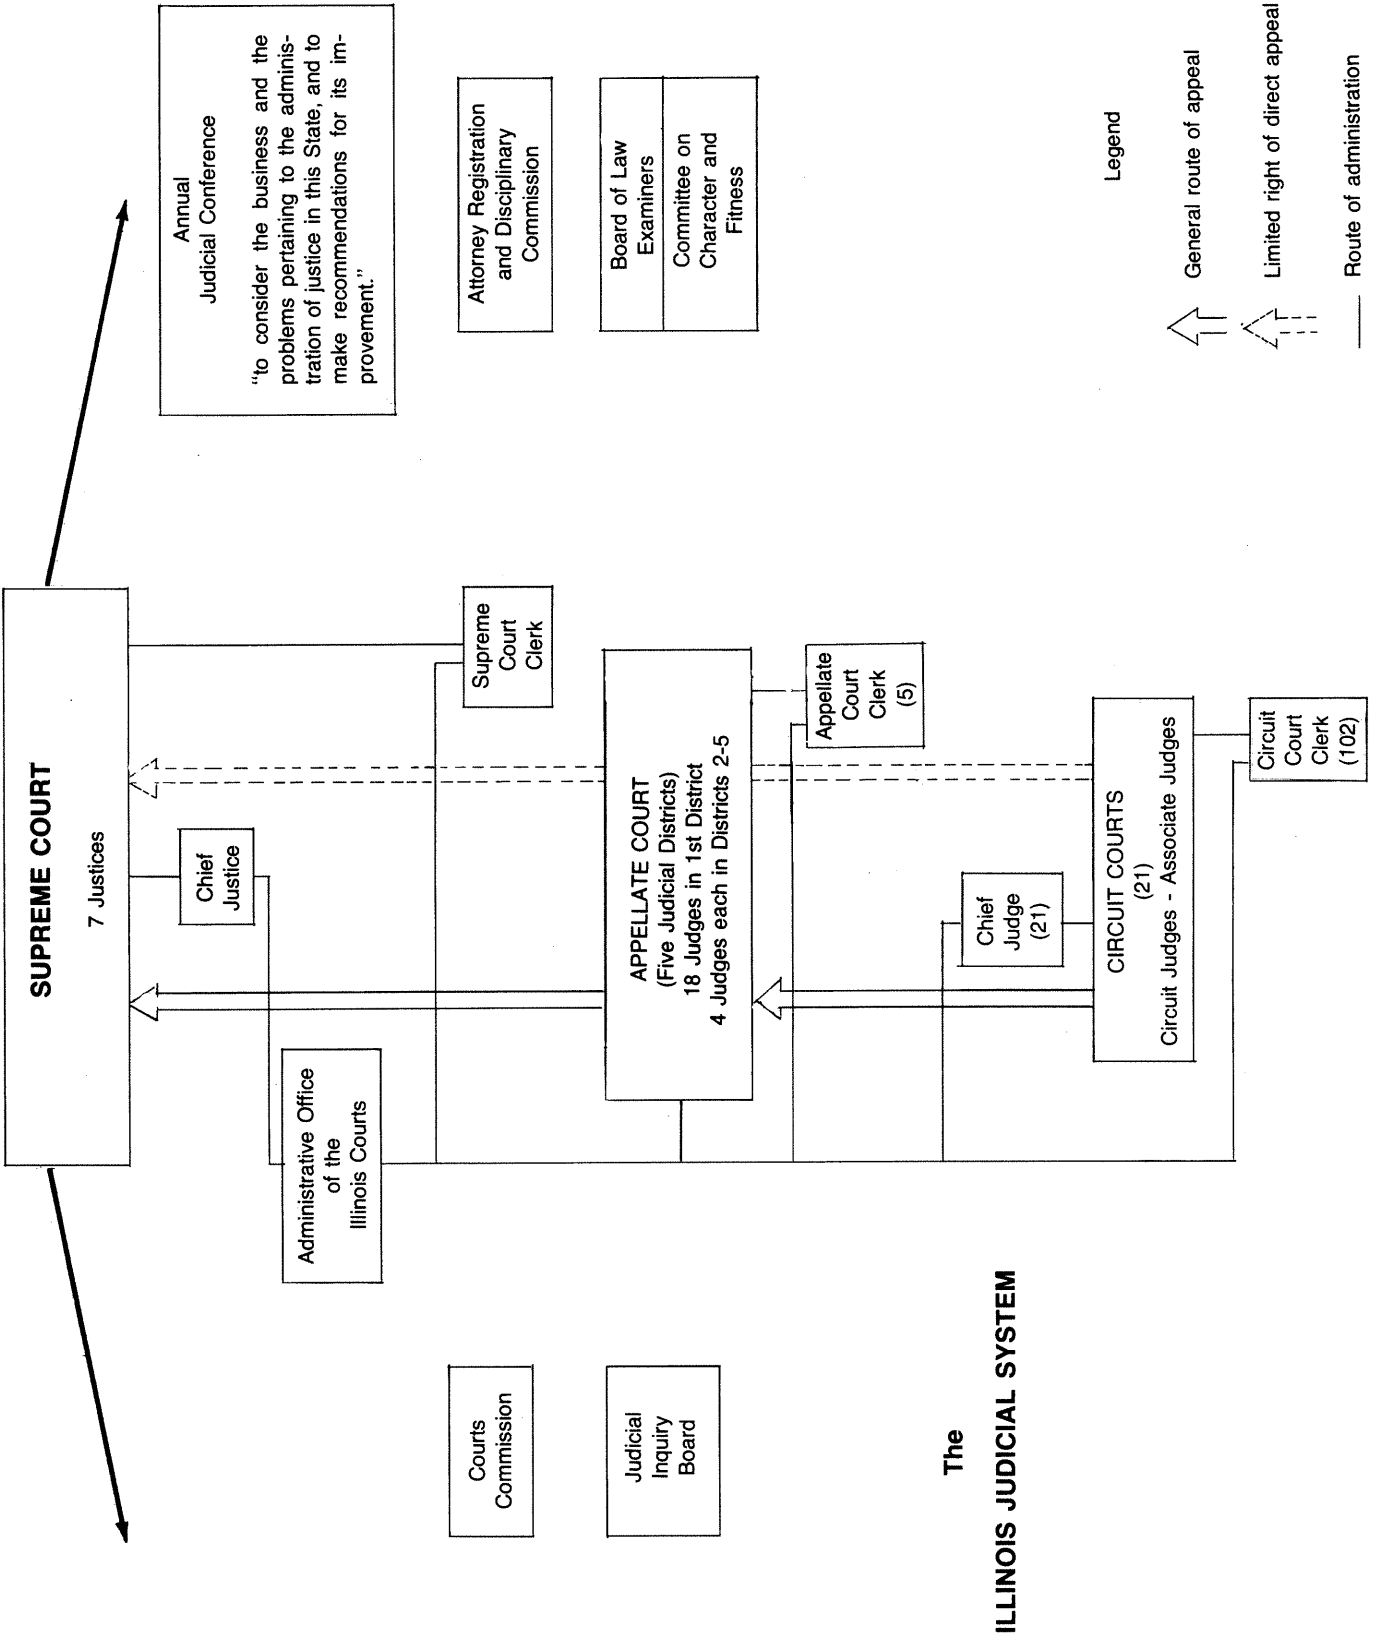 SUPREME COURT
7 Justices
Chief
Justice
Administrative Office
of the
Illinois Courts
Supreme
Court
Clerk
APPELLATE COURT
(Five Judicial Districts)
18 Judges in 1st District
4 Judges each in Districts 2-5
Appellate
Court
Clerk
(5)
Chief
Judge
(21)
CIRCUIT COURTS
(21)
Circuit Judges - Associate Judges
Circuit
Court
Clerk
(102)
Courts
Commission
Judicial
Inquiry
Board
Annual
Judicial Conference
“to consider the business and the
problems pertaining to the adminis-
tration of justice in this State, and to
make recommendations for its im-
provement.”
Attorney Registration
and Disciplinary
Commission
Board of Law
Examiners
Committee on
Character and
Fitness
The
ILLINOIS JUDICIAL SYSTEM
Legend
General route of appeal
Limited right of direct appeal
Route of administration